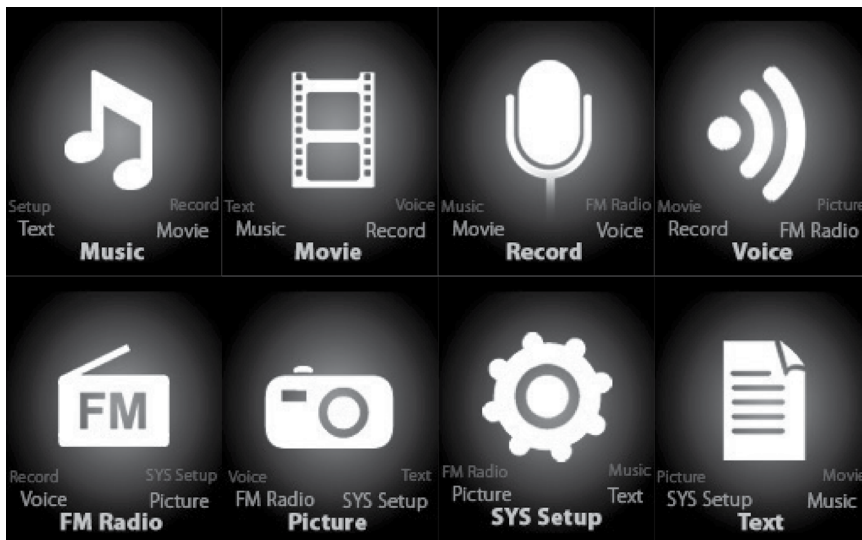 Setup Record
Text Movie
Music
Text Voice
Music Record
Movie
Music FM Radio
Movie Voice
Record
Movie Picture
Record FM Radio
Voice
FM
Record SYS Setup
Voice Picture
FM Radio
Voice Text
FM Radio SYS Setup
Picture
FM Radio Music
Picture Text
SYS Setup
Picture Movie
SYS Setup Music
Text